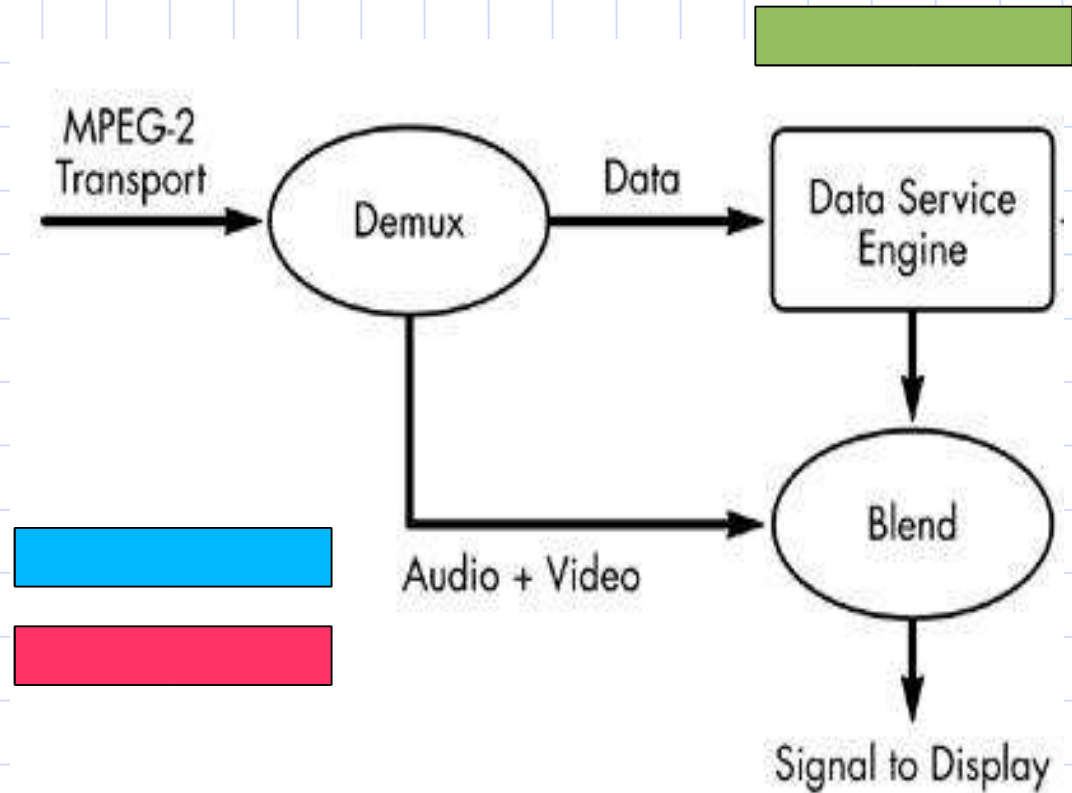 MPEG-2
Transport
Demux
Data
Data Service
Engine
Audio + Video
Blend
Signal to Display